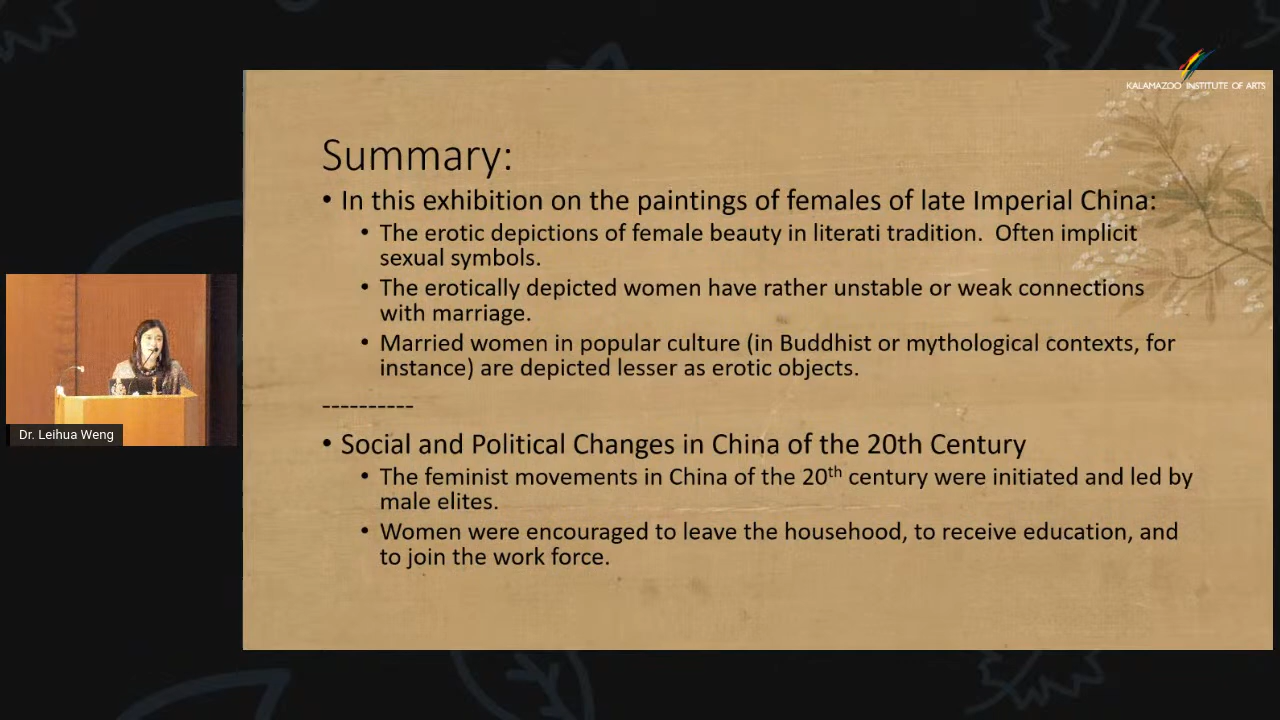 KALAMAZOO INSTITUTE OF ARTS
Summary:
• In this exhibition on the paintings of females of late Imperial China:
• The erotic depictions of female beauty in literati tradition.  Often implicit
sexual symbols.
• The erotically depicted women have rather unstable or weak connections
with marriage.
• Married women in popular culture (in Buddhist or mythological contexts, for
instance) are depicted lesser as erotic objects.
----------
• Social and Political Changes in China of the 20th Century
• The feminist movements in China of the 20th century were initiated and led by
male elites.
• Women were encouraged to leave the househood, to receive education, and
to join the work force.
Dr. Leihua Weng